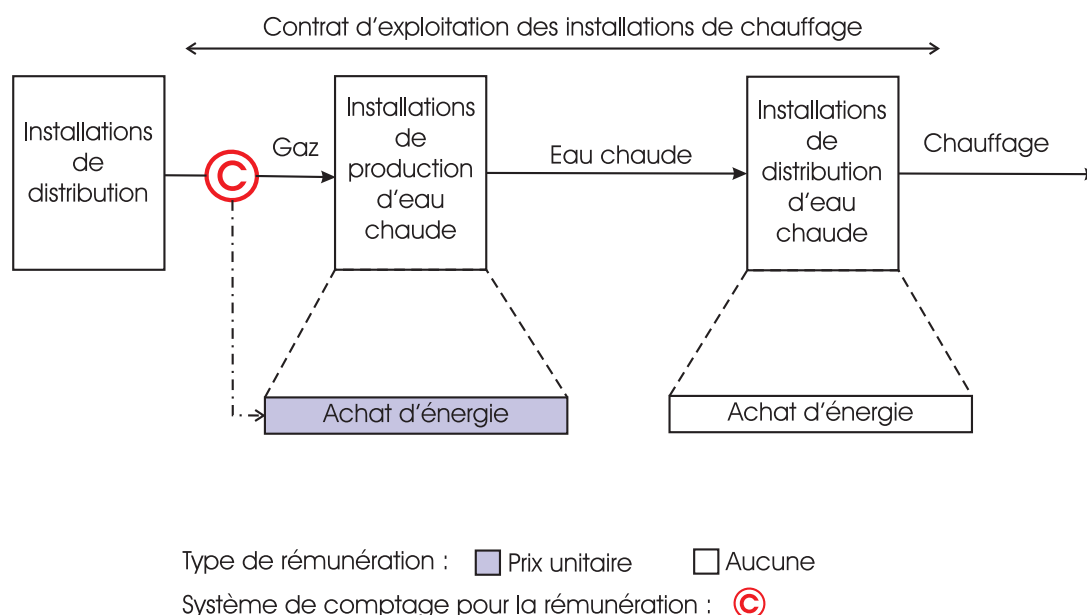 Contrat d'exploitation des installations de chauffage
Installations
de
distribution
C
Gaz
Installations
de
production
d'eau
chaude
Eau chaude
Installations
de
distribution
d'eau
chaude
Chauffage
Achat d'énergie
Achat d'énergie
Type de rémunération : Prix unitaire Aucune
Système de comptage pour la rémunération : C